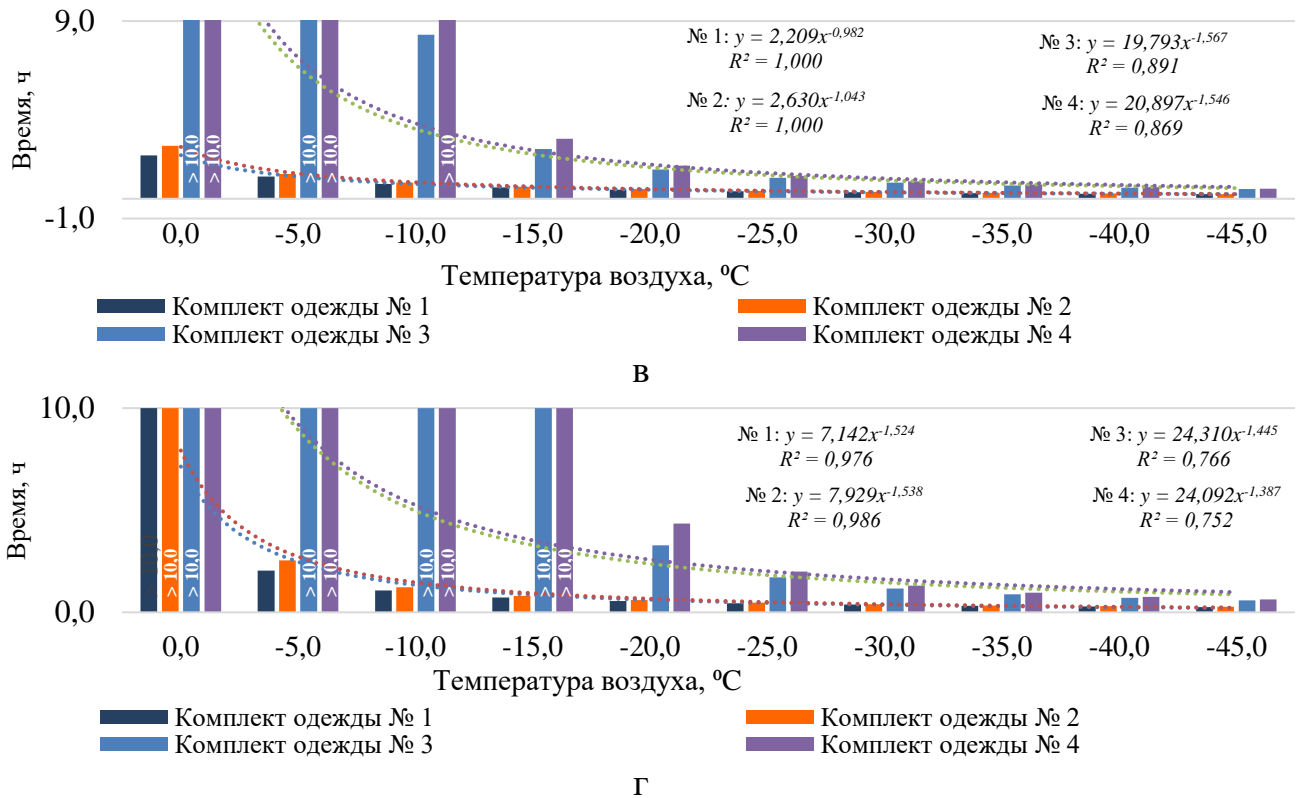 9,0
№ 1: y = 2,209x^-0,982
R² = 1,000
№ 3: y = 19,793x^-1,567
R² = 0,891
№ 2: y = 2,630x^-1,043
R² = 1,000
№ 4: y = 20,897x^-1,546
R² = 0,869
Время, ч
> 10.0
> 10.0
> 10.0
> 10.0
> 10.0
-1,0
0,0 -5,0 -10,0 -15,0 -20,0 -25,0 -30,0 -35,0 -40,0 -45,0
Температура воздуха, ⁰С
Комплект одежды № 1 Комплект одежды № 2
Комплект одежды № 3 Комплект одежды № 4
в
10,0
№ 1: y = 7,142x^-1,524
R² = 0,976
№ 3: y = 24,310x^-1,445
R² = 0,766
№ 2: y = 7,929x^-1,538
R² = 0,986
№ 4: y = 24,092x^-1,387
R² = 0,752
Время, ч
> 10.0
> 10.0
> 10.0
> 10.0
> 10.0
> 10.0
> 10.0
> 10.0
> 10.0
0,0
0,0 -5,0 -10,0 -15,0 -20,0 -25,0 -30,0 -35,0 -40,0 -45,0
Температура воздуха, ⁰С
Комплект одежды № 1 Комплект одежды № 2
Комплект одежды № 3 Комплект одежды № 4
г